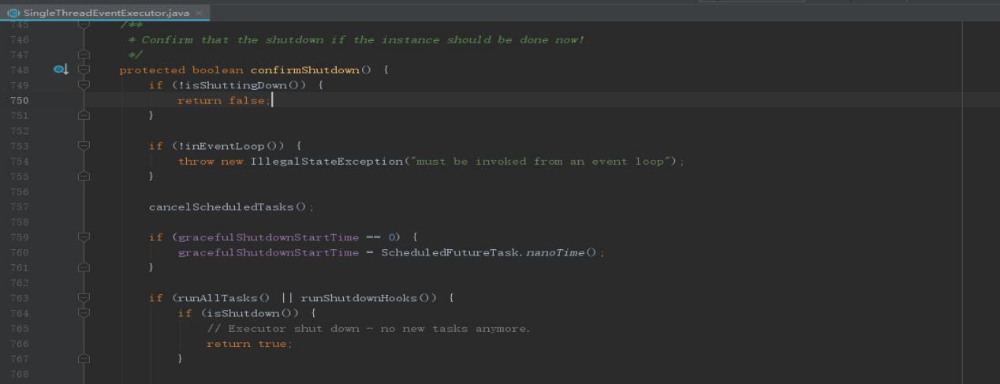 SingleThreadEventExecutor.java
745 /**
746 * Confirm that the shutdown if the instance should be done now!
747 */
748 protected boolean confirmShutdown() {
749 if (!isShuttingDown()) {
750 return false;
751 }
752
753 if (!inEventLoop()) {
754 throw new IllegalStateException("must be invoked from an event loop");
755 }
756
757 cancelScheduledTasks();
758
759 if (gracefulShutdownStartTime == 0) {
760 gracefulShutdownStartTime = ScheduledFutureTask.nanoTime();
761 }
762
763 if (runAllTasks() || runShutdownHooks()) {
764 if (isShutdown()) {
765 // Executor shut down - no new tasks anymore.
766 return true;
767 }
768